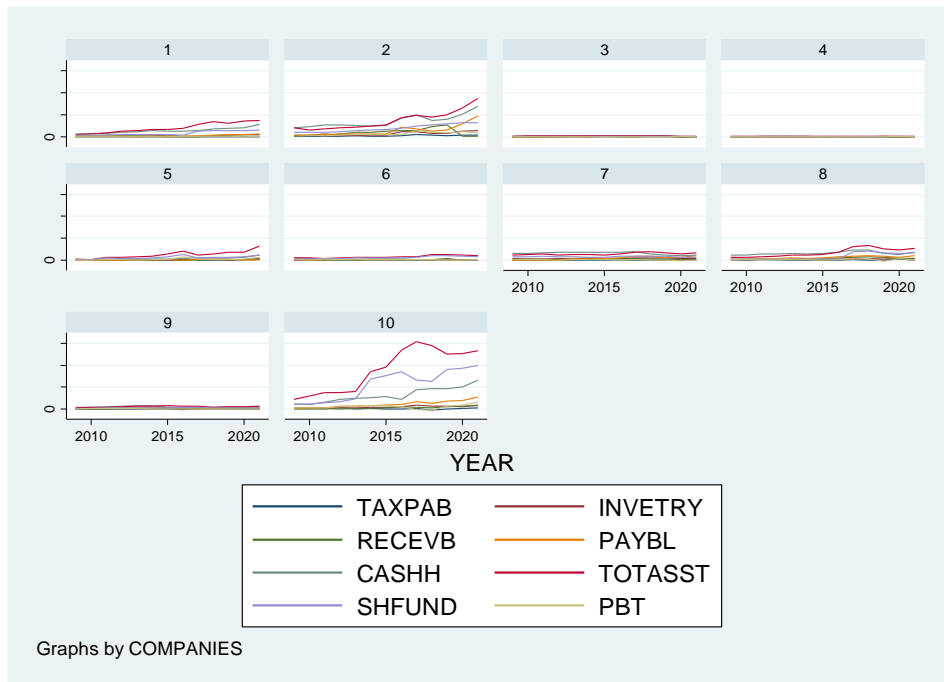 1 2 3 4
0
5 6 7 8
0
2010 2015 2020 2010 2015 2020
9 10
0
2010 2015 2020 2010 2015 2020
YEAR
TAXPAB INVETRY
RECEVB PAYBL
CASHH TOTASST
SHFUND PBT
Graphs by COMPANIES